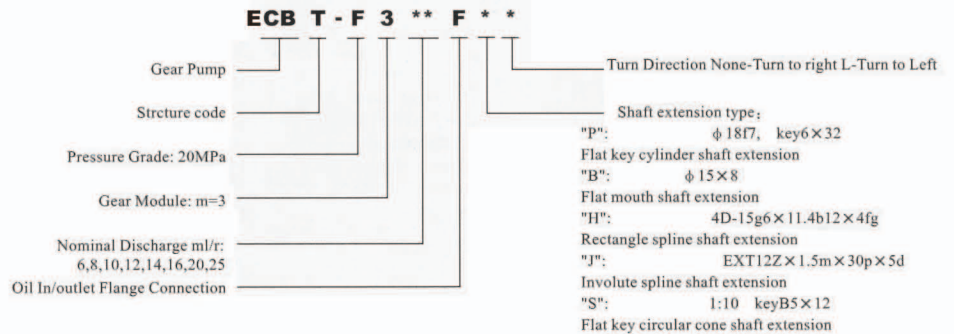 ECB T - F 3 ** F * *
Gear Pump
Strcture code
Pressure Grade: 20MPa
Gear Module: m=3
Nominal Discharge ml/r:
6,8,10,12,14,16,20,25
Oil In/outlet Flange Connection
Turn Direction None-Turn to right L-Turn to Left
Shaft extension type:
"P": ϕ 18f7, key6×32
Flat key cylinder shaft extension
"B": ϕ 15×8
Flat mouth shaft extension
"H": 4D-15g6×11.4b12×4fg
Rectangle spline shaft extension
"J": EXT12Z×1.5m×30p×5d
Involute spline shaft extension
"S": 1:10 keyB5×12
Flat key circular cone shaft extension